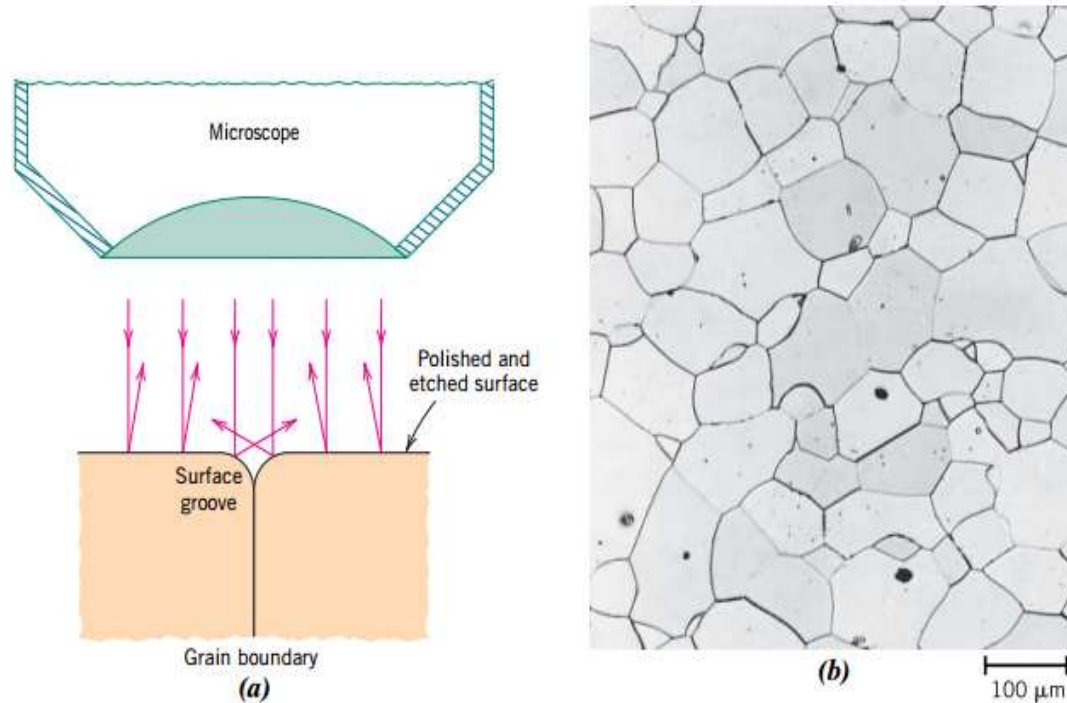 Microscope
Polished and
etched surface
Surface
groove
Grain boundary
(a)
(b)
100 μm